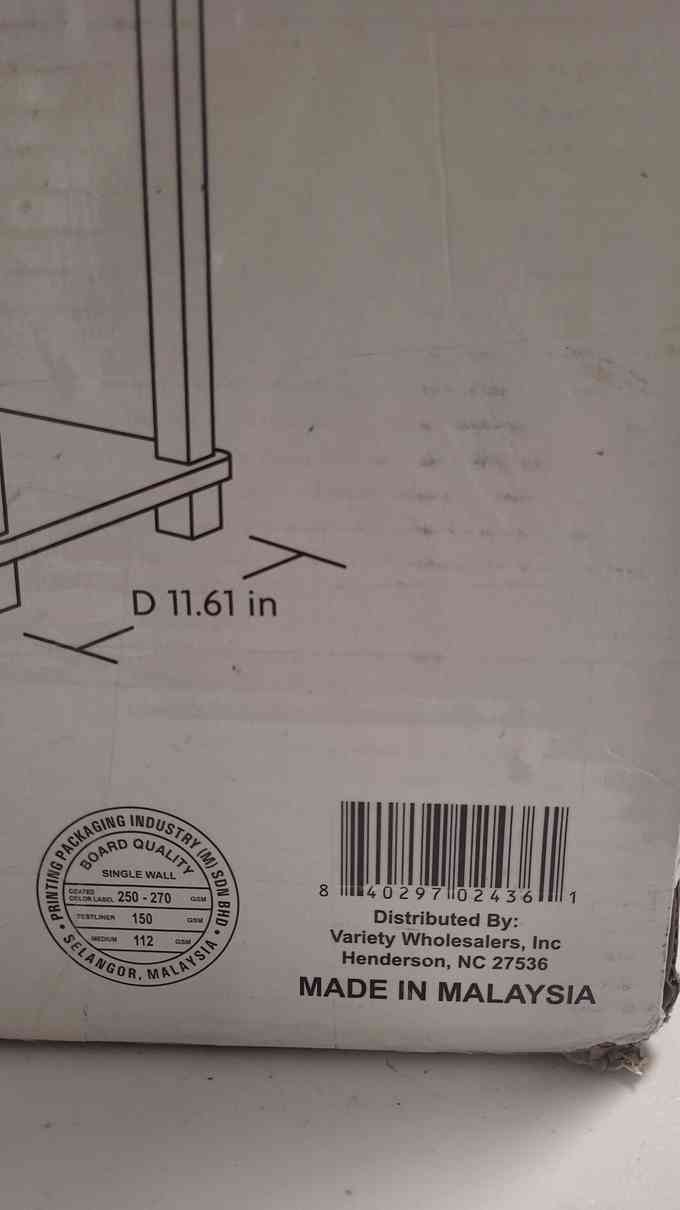 D 11.61 in
PRINTING PACKAGING INDUSTRY (M) SDN BHD
BOARD QUALITY
SINGLE WALL
COATED
COLOR LABEL 250 - 270 GSM
TESTLINER 150 GSM
MEDIUM 112 GSM
• SELANGOR, MALAYSIA •
8 40297 02436 1
Distributed By:
Variety Wholesalers, Inc
Henderson, NC 27536
MADE IN MALAYSIA